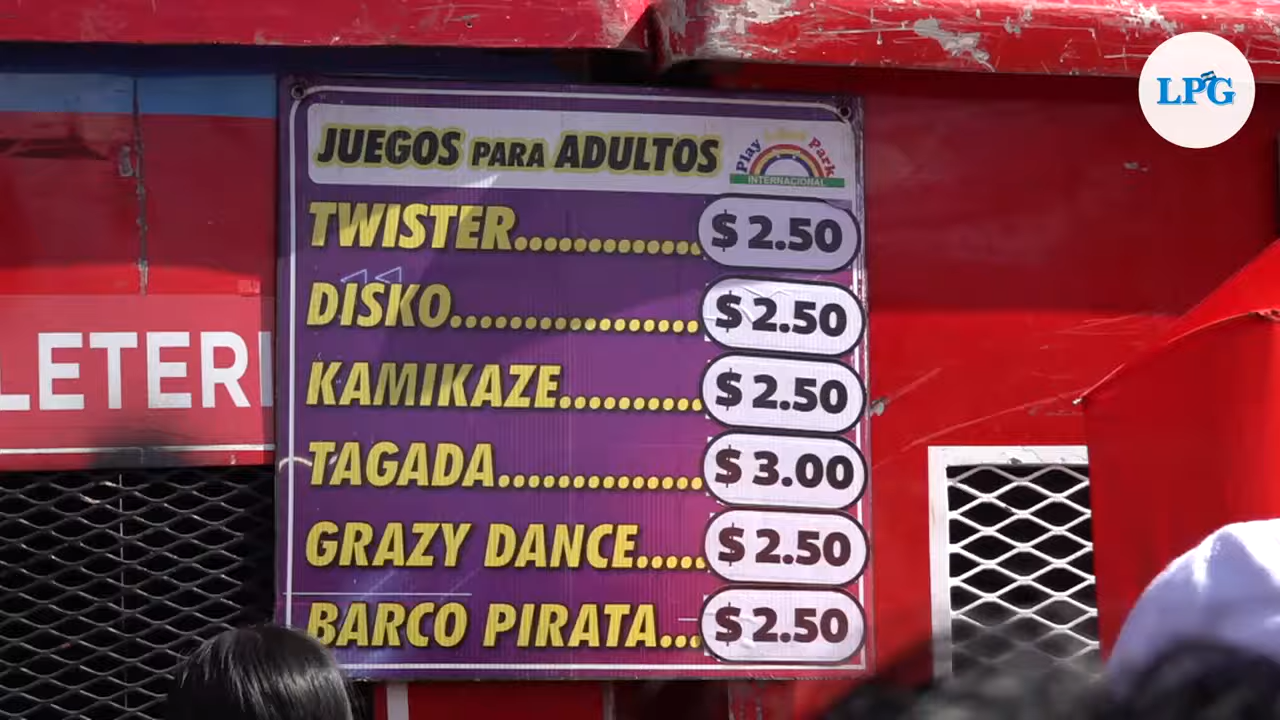 LPG
JUEGOS PARA ADULTOS
Play Park
INTERNACIONAL
TWISTER............. $ 2.50
DISKO................. $ 2.50
KAMIKAZE.......... $ 2.50
TAGADA.............. $ 3.00
GRAZY DANCE..... $ 2.50
BARCO PIRATA... $ 2.50
LETERI